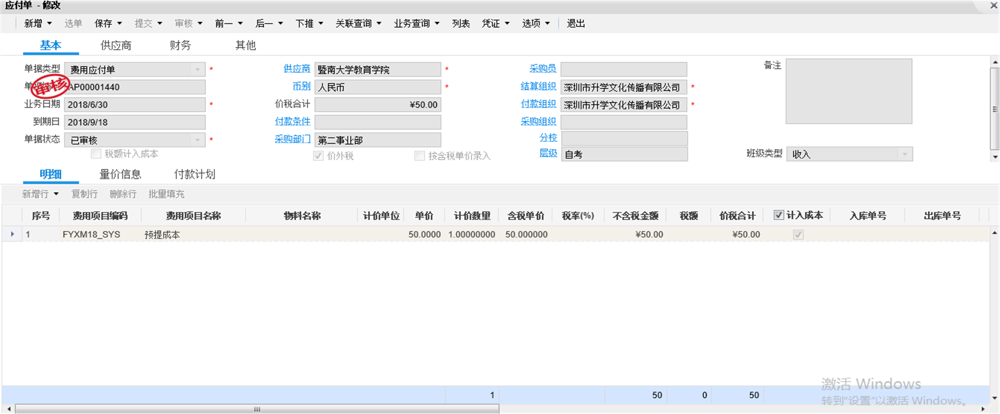 应付单 - 修改
新增 选单 保存 提交 审核 前一 后一 下推 关联查询 业务查询 列表 凭证 选项 退出
基本 供应商 财务 其他
单据类型 费用应付单 * 供应商 暨南大学教育学院 * 采购员 备注
审核 AP00001440 币别 人民币 * 结算组织 深圳市升学文化传播有限公司 *
业务日期 2018/6/30 * 价税合计 ¥50.00 付款组织 深圳市升学文化传播有限公司 *
到期日 2018/9/18 付款条件 采购组织
单据状态 已审核 * 采购部门 第二事业部 分校
税额计入成本 价外税 按含税单价录入 层级 自考 班级类型 收入
明细 量价信息 付款计划
新增行 复制行 删除行 批量填充
序号 费用项目编码 费用项目名称 物料名称 计价单位 单价 计价数量 含税单价 税率(%) 不含税金额 税额 价税合计 计入成本 入库单号 出库单号
1 FYXM18_SYS 预提成本 50.0000 1.00000000 50.000000 ¥50.00 ¥50.00
1 50 0 50
激活 Windows
转到“设置”以激活 Windows。